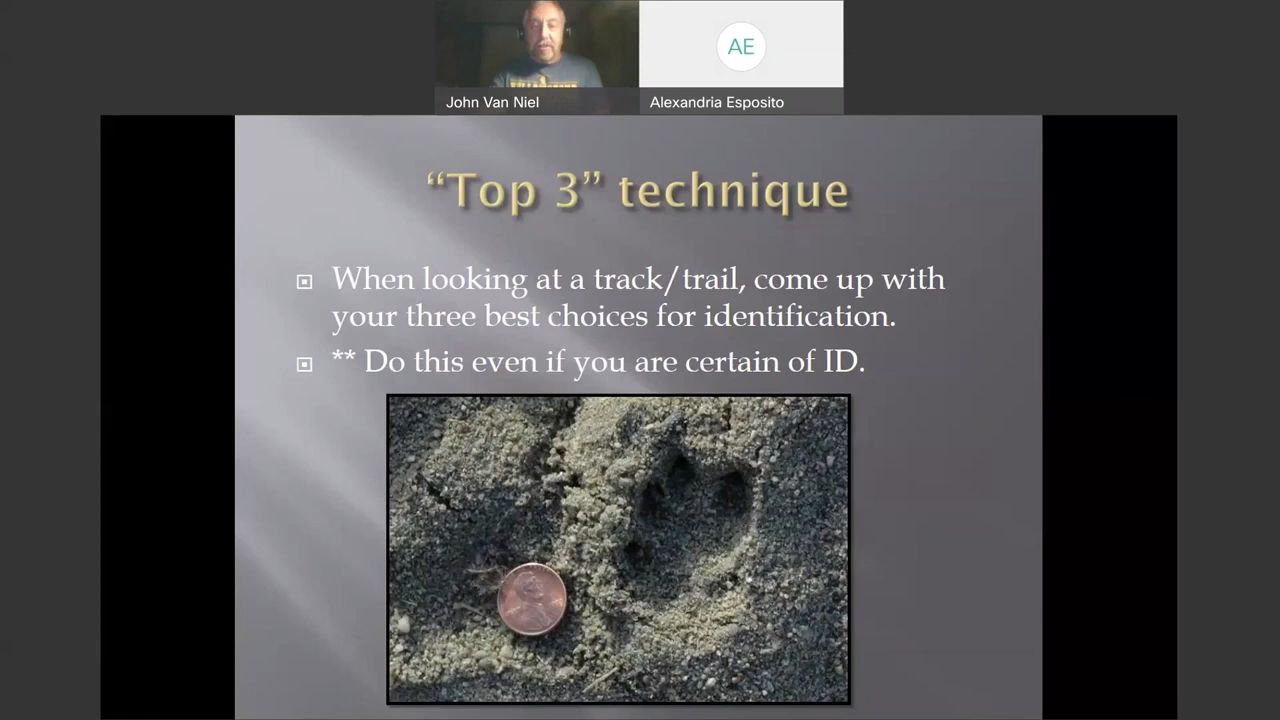 AE
John Van Niel
Alexandria Esposito
“Top 3” technique
When looking at a track/trail, come up with
your three best choices for identification.
** Do this even if you are certain of ID.